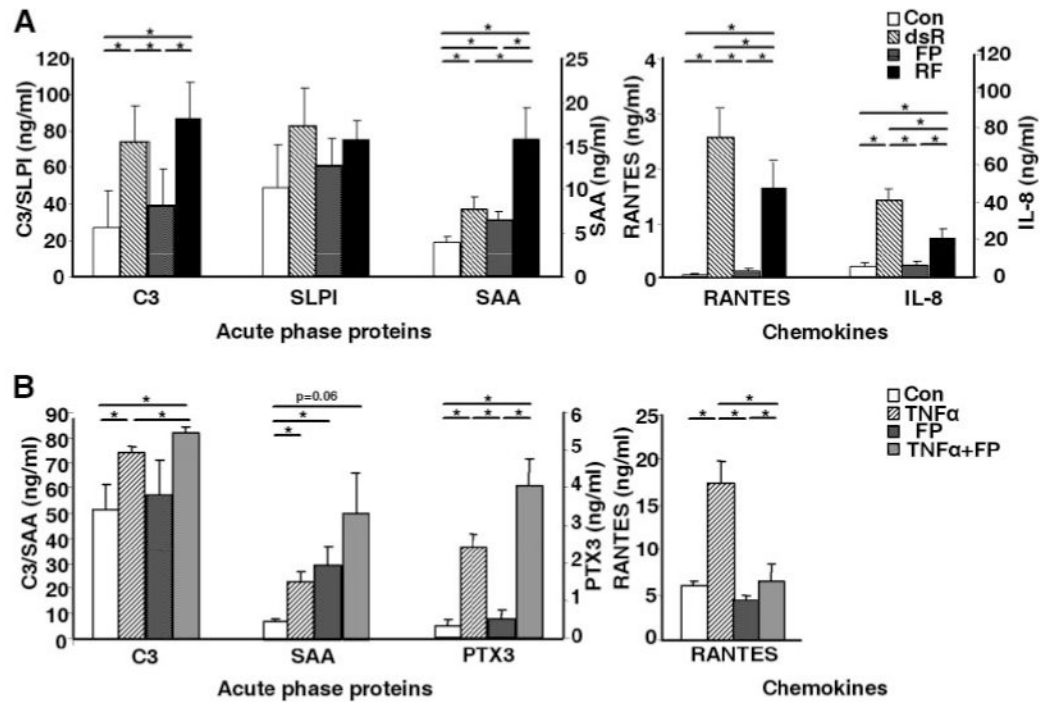 A
Con
dsR
FP
RF
*
* * *
*
* *
* *
*
*
* * *
*
*
* * *
C3/SLPI (ng/ml)
120
100
80
60
40
20
0
SAA (ng/ml)
25
20
15
10
5
0
RANTES (ng/ml)
4
3
2
1
0
IL-8 (ng/ml)
120
100
80
60
40
20
0
C3 SLPI SAA
Acute phase proteins
RANTES IL-8
Chemokines
B
Con
TNFα
FP
TNFα+FP
*
* *
p=0.06
*
*
*
* * *
*
* * *
C3/SAA (ng/ml)
90
80
70
60
50
40
30
20
10
0
PTX3 (ng/ml)
6
5
4
3
2
1
0
RANTES (ng/ml)
25
20
15
10
5
0
C3 SAA PTX3
Acute phase proteins
RANTES
Chemokines